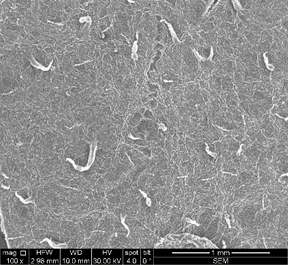 mag □ HFW WD HV spot tilt 1 mm
100 x 2.98 mm 10.0 mm 30.00 kV 4.0 0 ° SEM